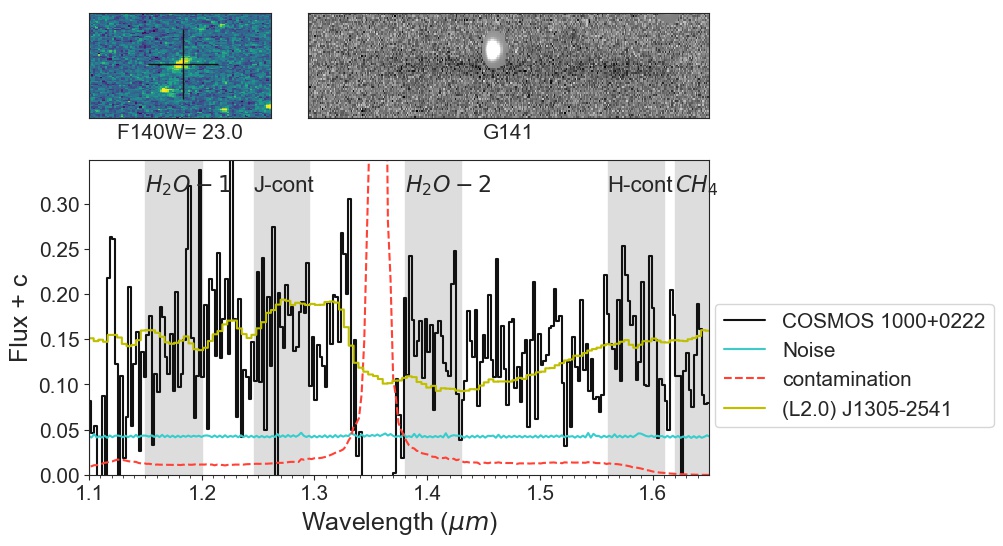 F140W= 23.0
G141
H₂O − 1
J-cont
H₂O − 2
H-cont
CH₄
0.30
0.25
0.20
0.15
0.10
0.05
0.00
Flux + c
1.1
1.2
1.3
1.4
1.5
1.6
Wavelength (μm)
COSMOS 1000+0222
Noise
contamination
(L2.0) J1305-2541